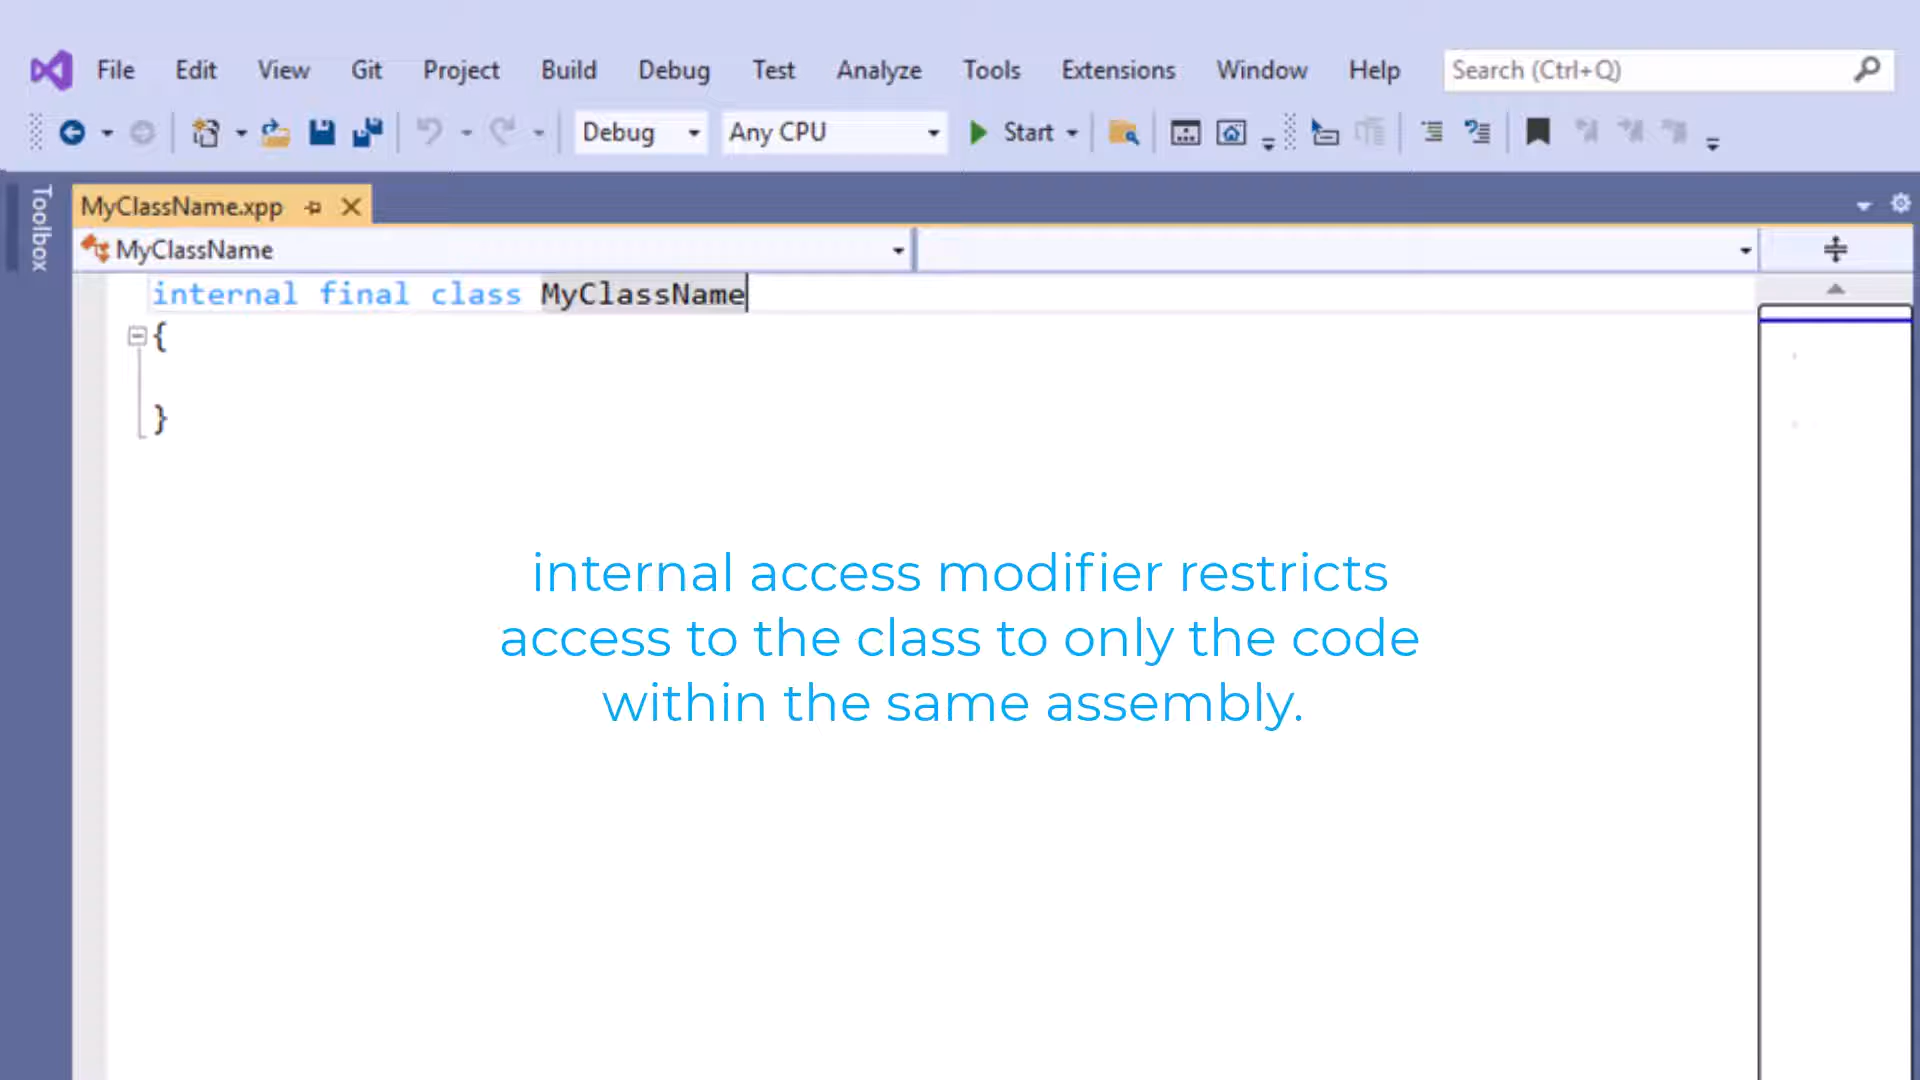 File Edit View Git Project Build Debug Test Analyze Tools Extensions Window Help Search (Ctrl+Q)
Debug Any CPU Start
Toolbox
MyClassName.xpp
MyClassName
internal final class MyClassName
{
}
internal access modifier restricts
access to the class to only the code
within the same assembly.